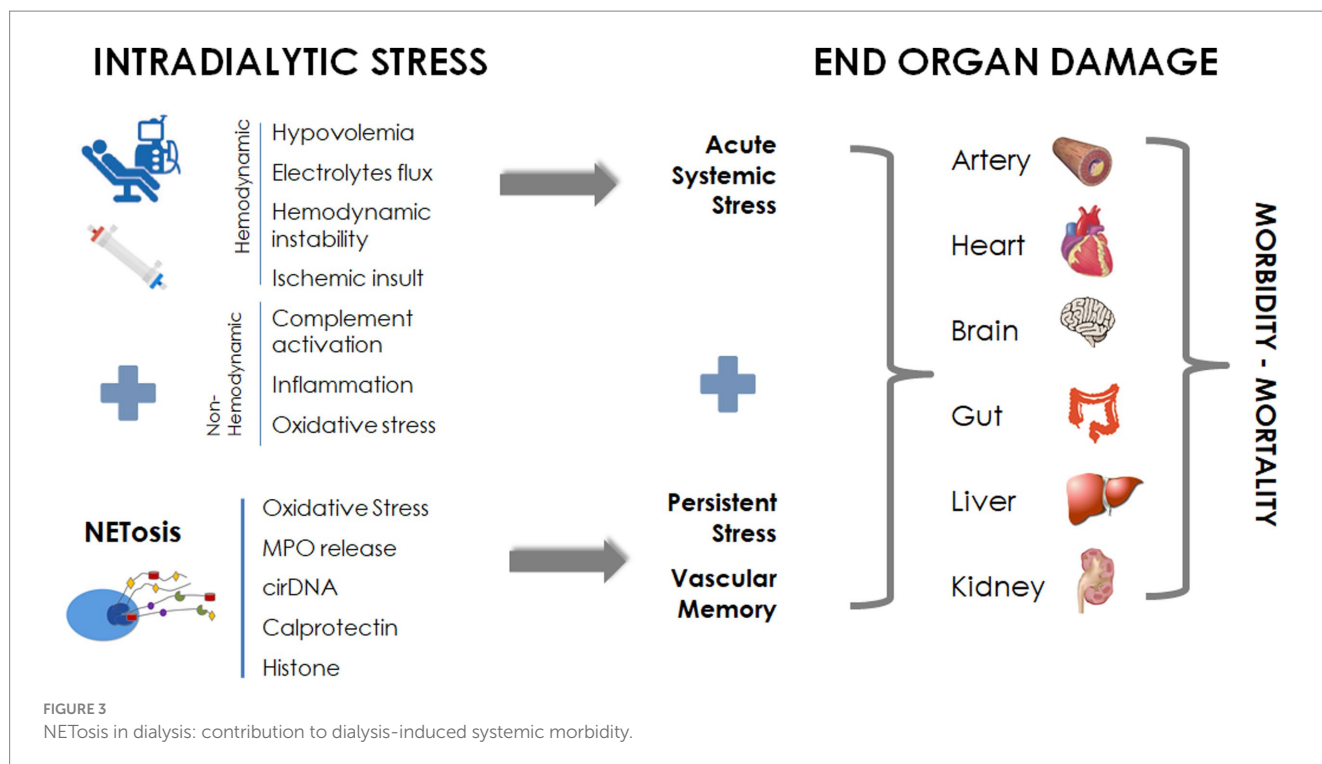 INTRADIALYTIC STRESS
Hemodynamic
Hypovolemia
Electrolytes flux
Hemodynamic
instability
Ischemic insult
Non-
Hemodynamic
Complement
activation
Inflammation
Oxidative stress
NETosis
Oxidative Stress
MPO release
cirDNA
Calprotectin
Histone
Acute
Systemic
Stress
Persistent
Stress
Vascular
Memory
END ORGAN DAMAGE
Artery
Heart
Brain
Gut
Liver
Kidney
MORBIDITY - MORTALITY
FIGURE 3
NETosis in dialysis: contribution to dialysis-induced systemic morbidity.